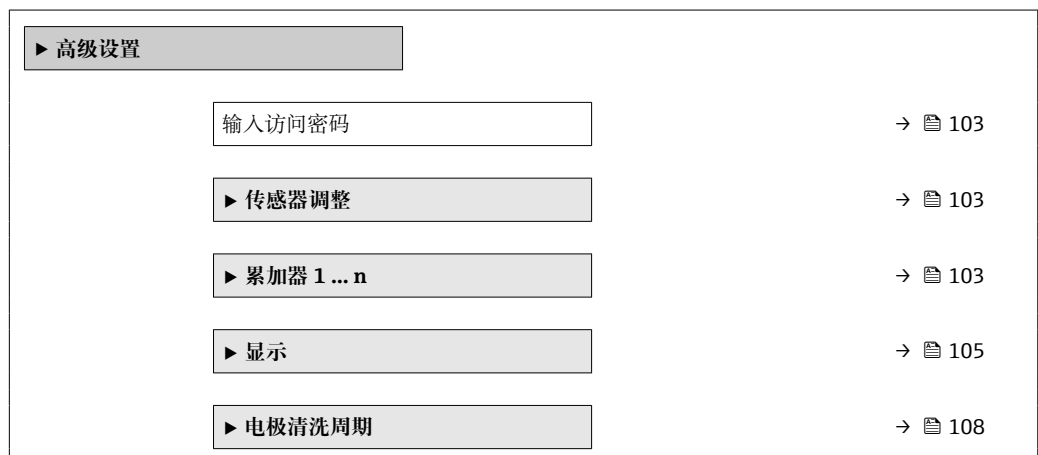 ▶ 高级设置
输入访问密码 → 🖹 103
▶ 传感器调整 → 🖹 103
▶ 累加器 1 … n → 🖹 103
▶ 显示 → 🖹 105
▶ 电极清洗周期 → 🖹 108